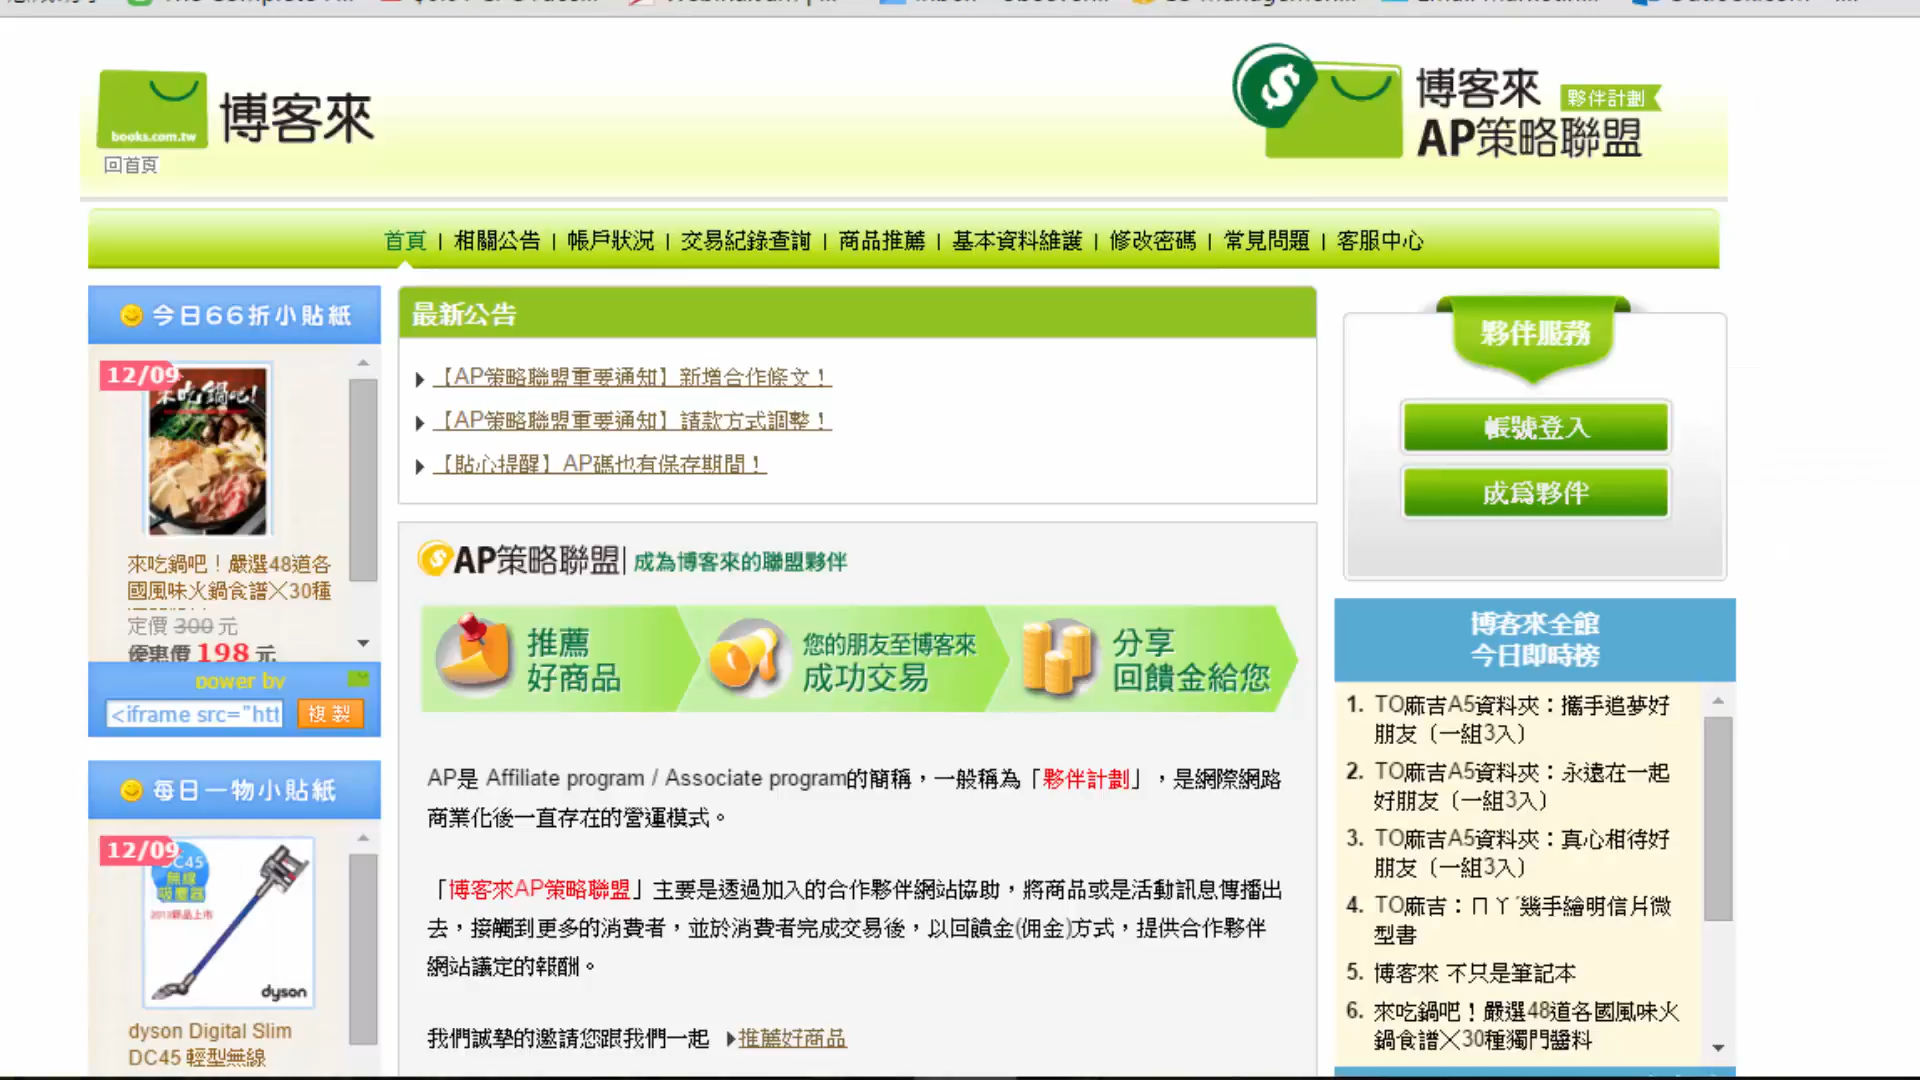 books.com.tw
博客來
回首頁
博客來 夥伴計劃
AP策略聯盟
首頁 | 相關公告 | 帳戶狀況 | 交易紀錄查詢 | 商品推薦 | 基本資料維護 | 修改密碼 | 常見問題 | 客服中心
今日66折小貼紙
12/09
來吃鍋吧!
來吃鍋吧！嚴選48道各
國風味火鍋食譜╳30種
定價 300 元
優惠價 198 元
power by
<iframe src="htt
複製
每日一物小貼紙
12/09
DC45
無線
吸塵器
dyson
dyson Digital Slim
DC45 輕型無線
最新公告
【AP策略聯盟重要通知】新增合作條文！
【AP策略聯盟重要通知】請款方式調整！
【貼心提醒】AP碼也有保存期間！
AP策略聯盟| 成為博客來的聯盟夥伴
推薦
好商品
您的朋友至博客來
成功交易
分享
回饋金給您
AP是 Affiliate program / Associate program的簡稱，一般稱為「夥伴計劃」，是網際網路
商業化後一直存在的營運模式。
「博客來AP策略聯盟」主要是透過加入的合作夥伴網站協助，將商品或是活動訊息傳播出
去，接觸到更多的消費者，並於消費者完成交易後，以回饋金(佣金)方式，提供合作夥伴
網站議定的報酬。
我們誠摯的邀請您跟我們一起 推薦好商品
夥伴服務
帳號登入
成為夥伴
博客來全館
今日即時榜
1. TO麻吉A5資料夾：攜手追夢好
朋友〔一組3入〕
2. TO麻吉A5資料夾：永遠在一起
好朋友〔一組3入〕
3. TO麻吉A5資料夾：真心相待好
朋友〔一組3入〕
4. TO麻吉：ㄇㄚˊ幾手繪明信片微
型書
5. 博客來 不只是筆記本
6. 來吃鍋吧！嚴選48道各國風味火
鍋食譜╳30種獨門醬料